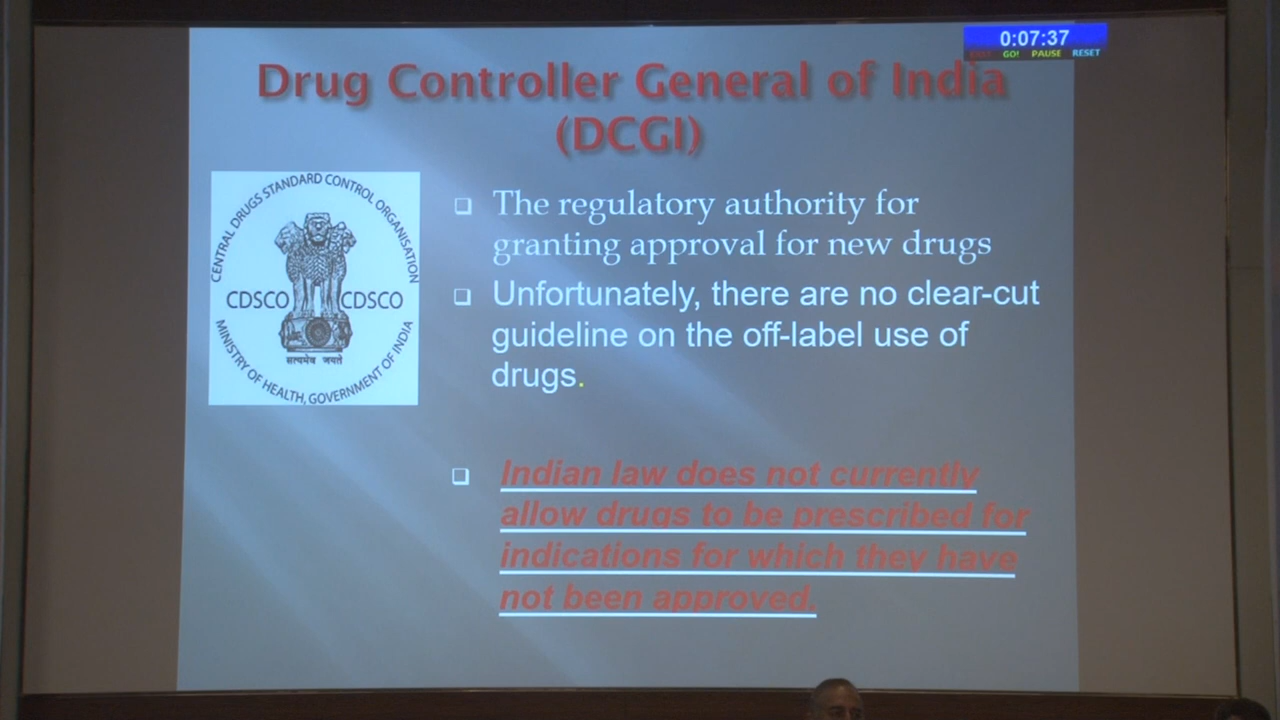 0:07:37
GO! PAUSE RESET
Drug Controller General of India
(DCGI)
CENTRAL DRUGS STANDARD CONTROL ORGANISATION
CDSCO CDSCO
सत्यमेव जयते
MINISTRY OF HEALTH, GOVERNMENT OF INDIA
The regulatory authority for
granting approval for new drugs
Unfortunately, there are no clear-cut
guideline on the off-label use of
drugs.
Indian law does not currently
allow drugs to be prescribed for
indications for which they have
not been approved.